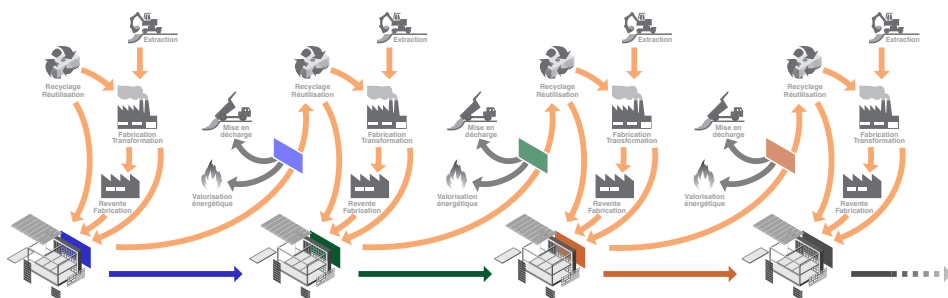 Extraction
Recyclage
Réutilisation
Fabrication
Transformation
Revente
Fabrication
Mise en
décharge
Valorisation
énergétique
Extraction
Recyclage
Réutilisation
Fabrication
Transformation
Revente
Fabrication
Mise en
décharge
Valorisation
énergétique
Extraction
Recyclage
Réutilisation
Fabrication
Transformation
Revente
Fabrication
Mise en
décharge
Valorisation
énergétique
Extraction
Recyclage
Réutilisation
Fabrication
Transformation
Revente
Fabrication